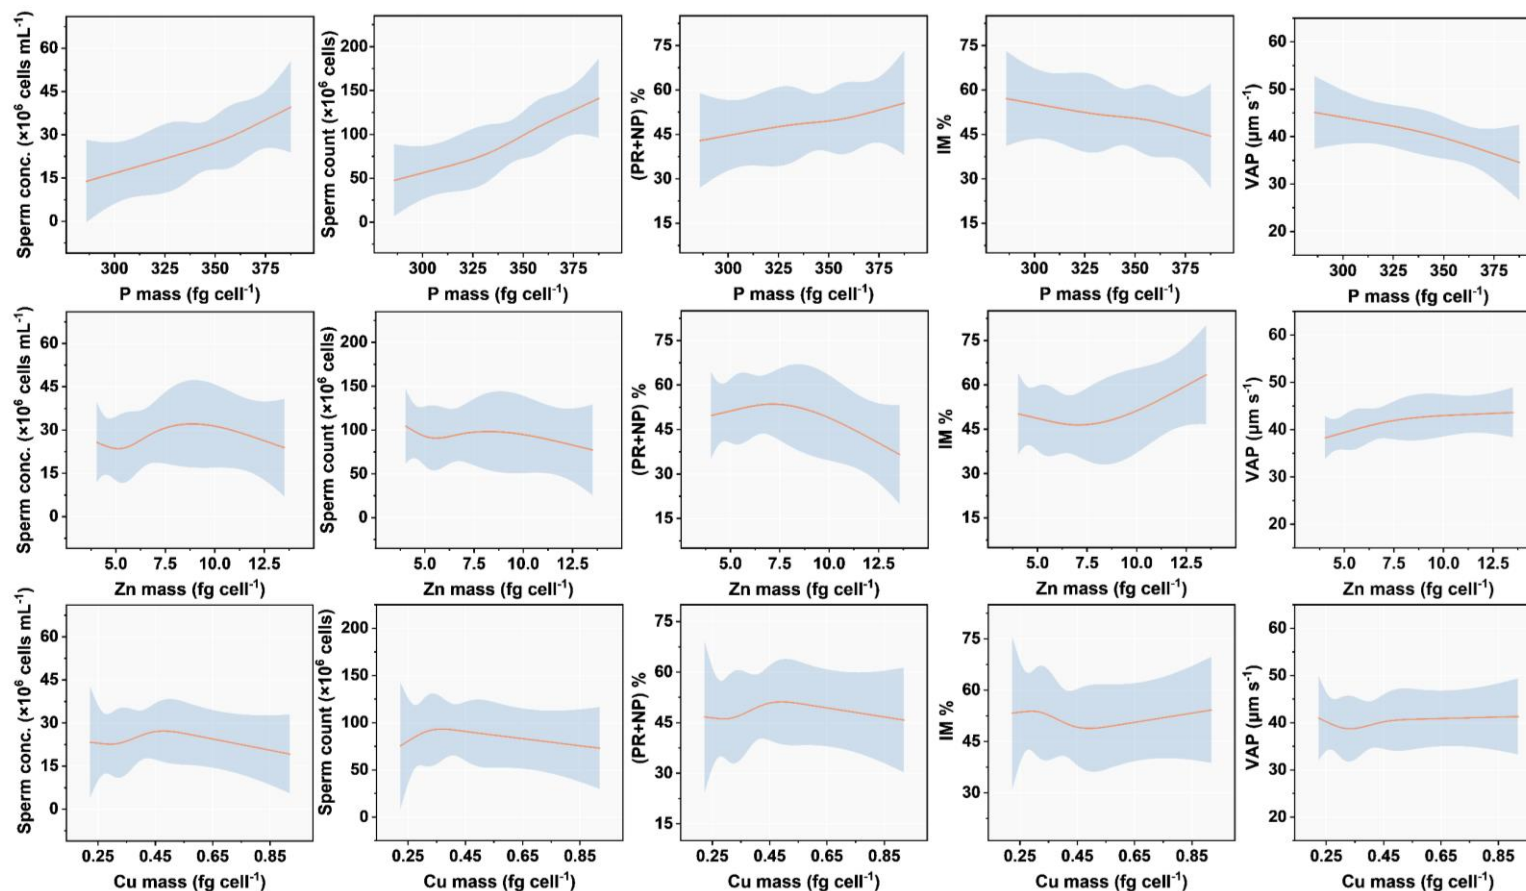 Sperm conc. (×10⁶ cells mL⁻¹)
60
45
30
15
0
300 325 350 375
P mass (fg cell⁻¹)
Sperm count (×10⁶ cells)
200
150
100
50
0
300 325 350 375
P mass (fg cell⁻¹)
(PR+NP) %
75
60
45
30
15
300 325 350 375
P mass (fg cell⁻¹)
IM %
75
60
45
30
15
300 325 350 375
P mass (fg cell⁻¹)
VAP (µm s⁻¹)
60
50
40
30
20
300 325 350 375
P mass (fg cell⁻¹)
Sperm conc. (×10⁶ cells mL⁻¹)
60
45
30
15
0
5.0 7.5 10.0 12.5
Zn mass (fg cell⁻¹)
Sperm count (×10⁶ cells)
200
150
100
50
0
5.0 7.5 10.0 12.5
Zn mass (fg cell⁻¹)
(PR+NP) %
75
60
45
30
15
5.0 7.5 10.0 12.5
Zn mass (fg cell⁻¹)
IM %
75
60
45
30
15
5.0 7.5 10.0 12.5
Zn mass (fg cell⁻¹)
VAP (µm s⁻¹)
60
50
40
30
20
5.0 7.5 10.0 12.5
Zn mass (fg cell⁻¹)
Sperm conc. (×10⁶ cells mL⁻¹)
60
45
30
15
0
0.25 0.45 0.65 0.85
Cu mass (fg cell⁻¹)
Sperm count (×10⁶ cells)
200
150
100
50
0
0.25 0.45 0.65 0.85
Cu mass (fg cell⁻¹)
(PR+NP) %
75
60
45
30
15
0.25 0.45 0.65 0.85
Cu mass (fg cell⁻¹)
IM %
75
60
45
30
0.25 0.45 0.65 0.85
Cu mass (fg cell⁻¹)
VAP (µm s⁻¹)
60
50
40
30
20
0.25 0.45 0.65 0.85
Cu mass (fg cell⁻¹)